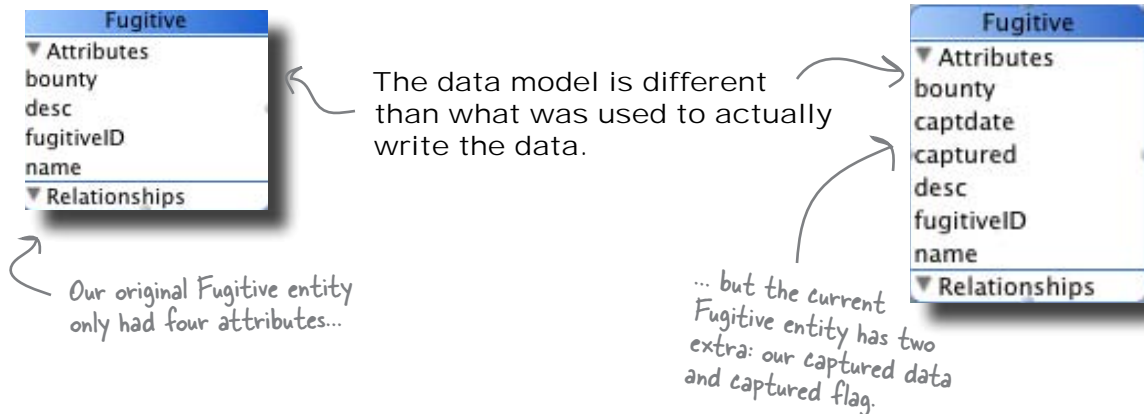 Fugitive
Attributes
bounty
desc
fugitiveID
name
Relationships
The data model is different
than what was used to actually
write the data.
Fugitive
Attributes
bounty
captdate
captured
desc
fugitiveID
name
Relationships
Our original Fugitive entity
only had four attributes...
... but the current
Fugitive entity has two
extra: our captured data
and captured flag.